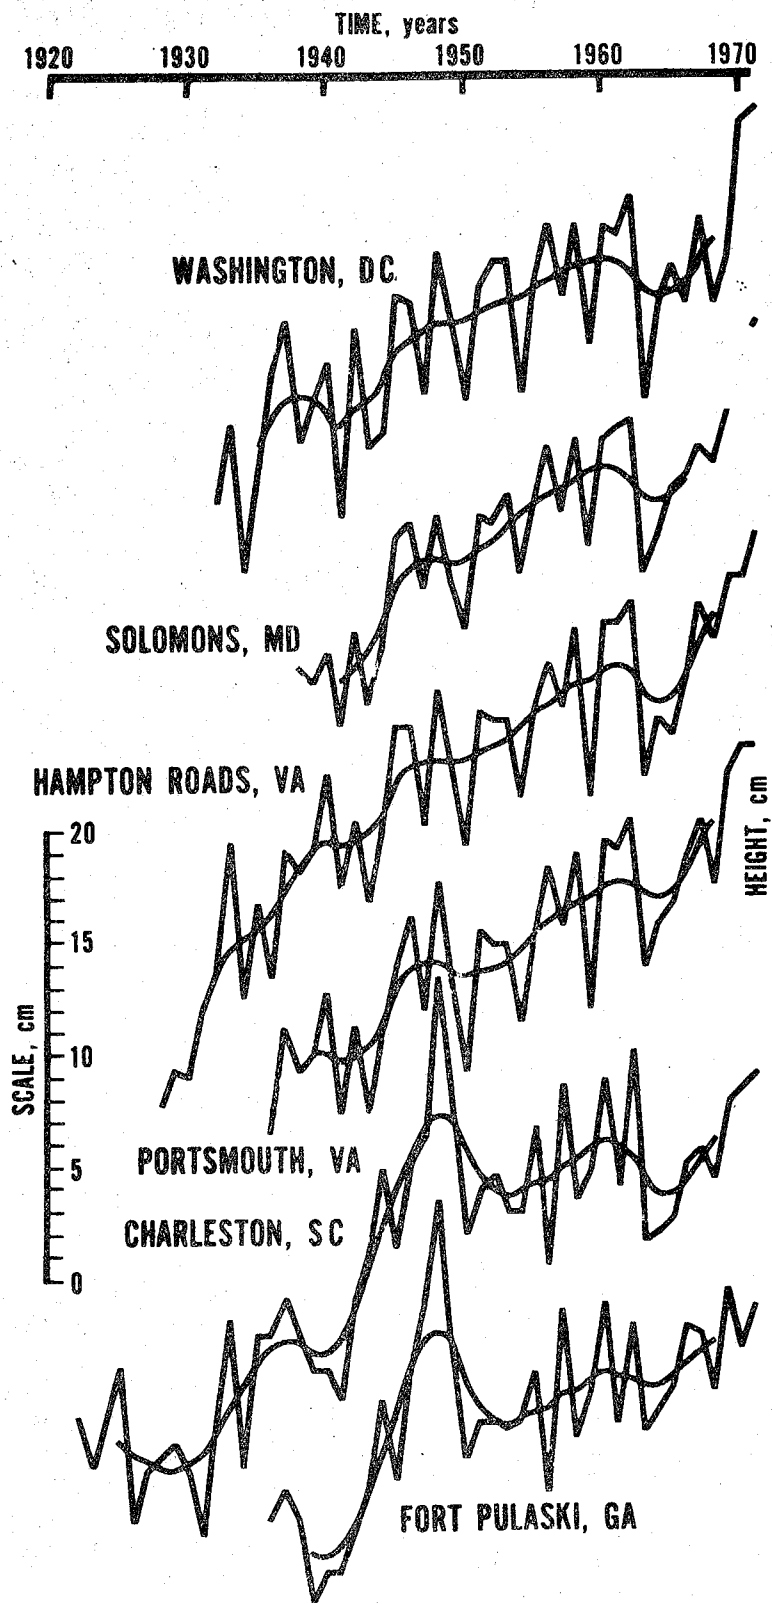 TIME, years
1920 1930 1940 1950 1960 1970
WASHINGTON, DC
SOLOMONS, MD
HAMPTON ROADS, VA
HEIGHT, cm
20
15
10
5
0
SCALE, cm
PORTSMOUTH, VA
CHARLESTON, SC
FORT PULASKI, GA